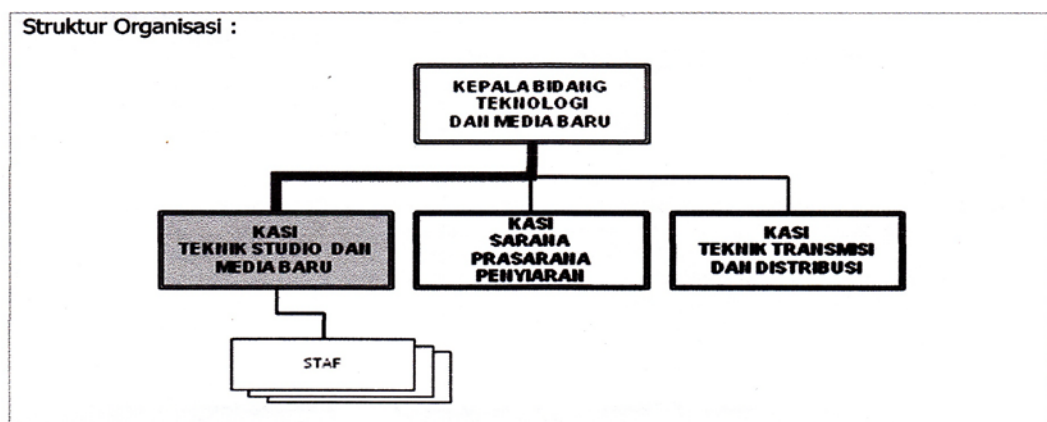 Struktur Organisasi :
KEPALA BIDANG
TEKNOLOGI
DAN MEDIA BARU
KASI
TEKNIK STUDIO DAN
MEDIA BARU
KASI
SARANA
PRASARANA
PENYIARAN
KASI
TEKNIK TRANSMISI
DAN DISTRIBUSI
STAF